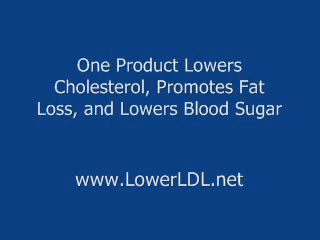 One Product Lowers
Cholesterol, Promotes Fat
Loss, and Lowers Blood Sugar
www.LowerLDL.net